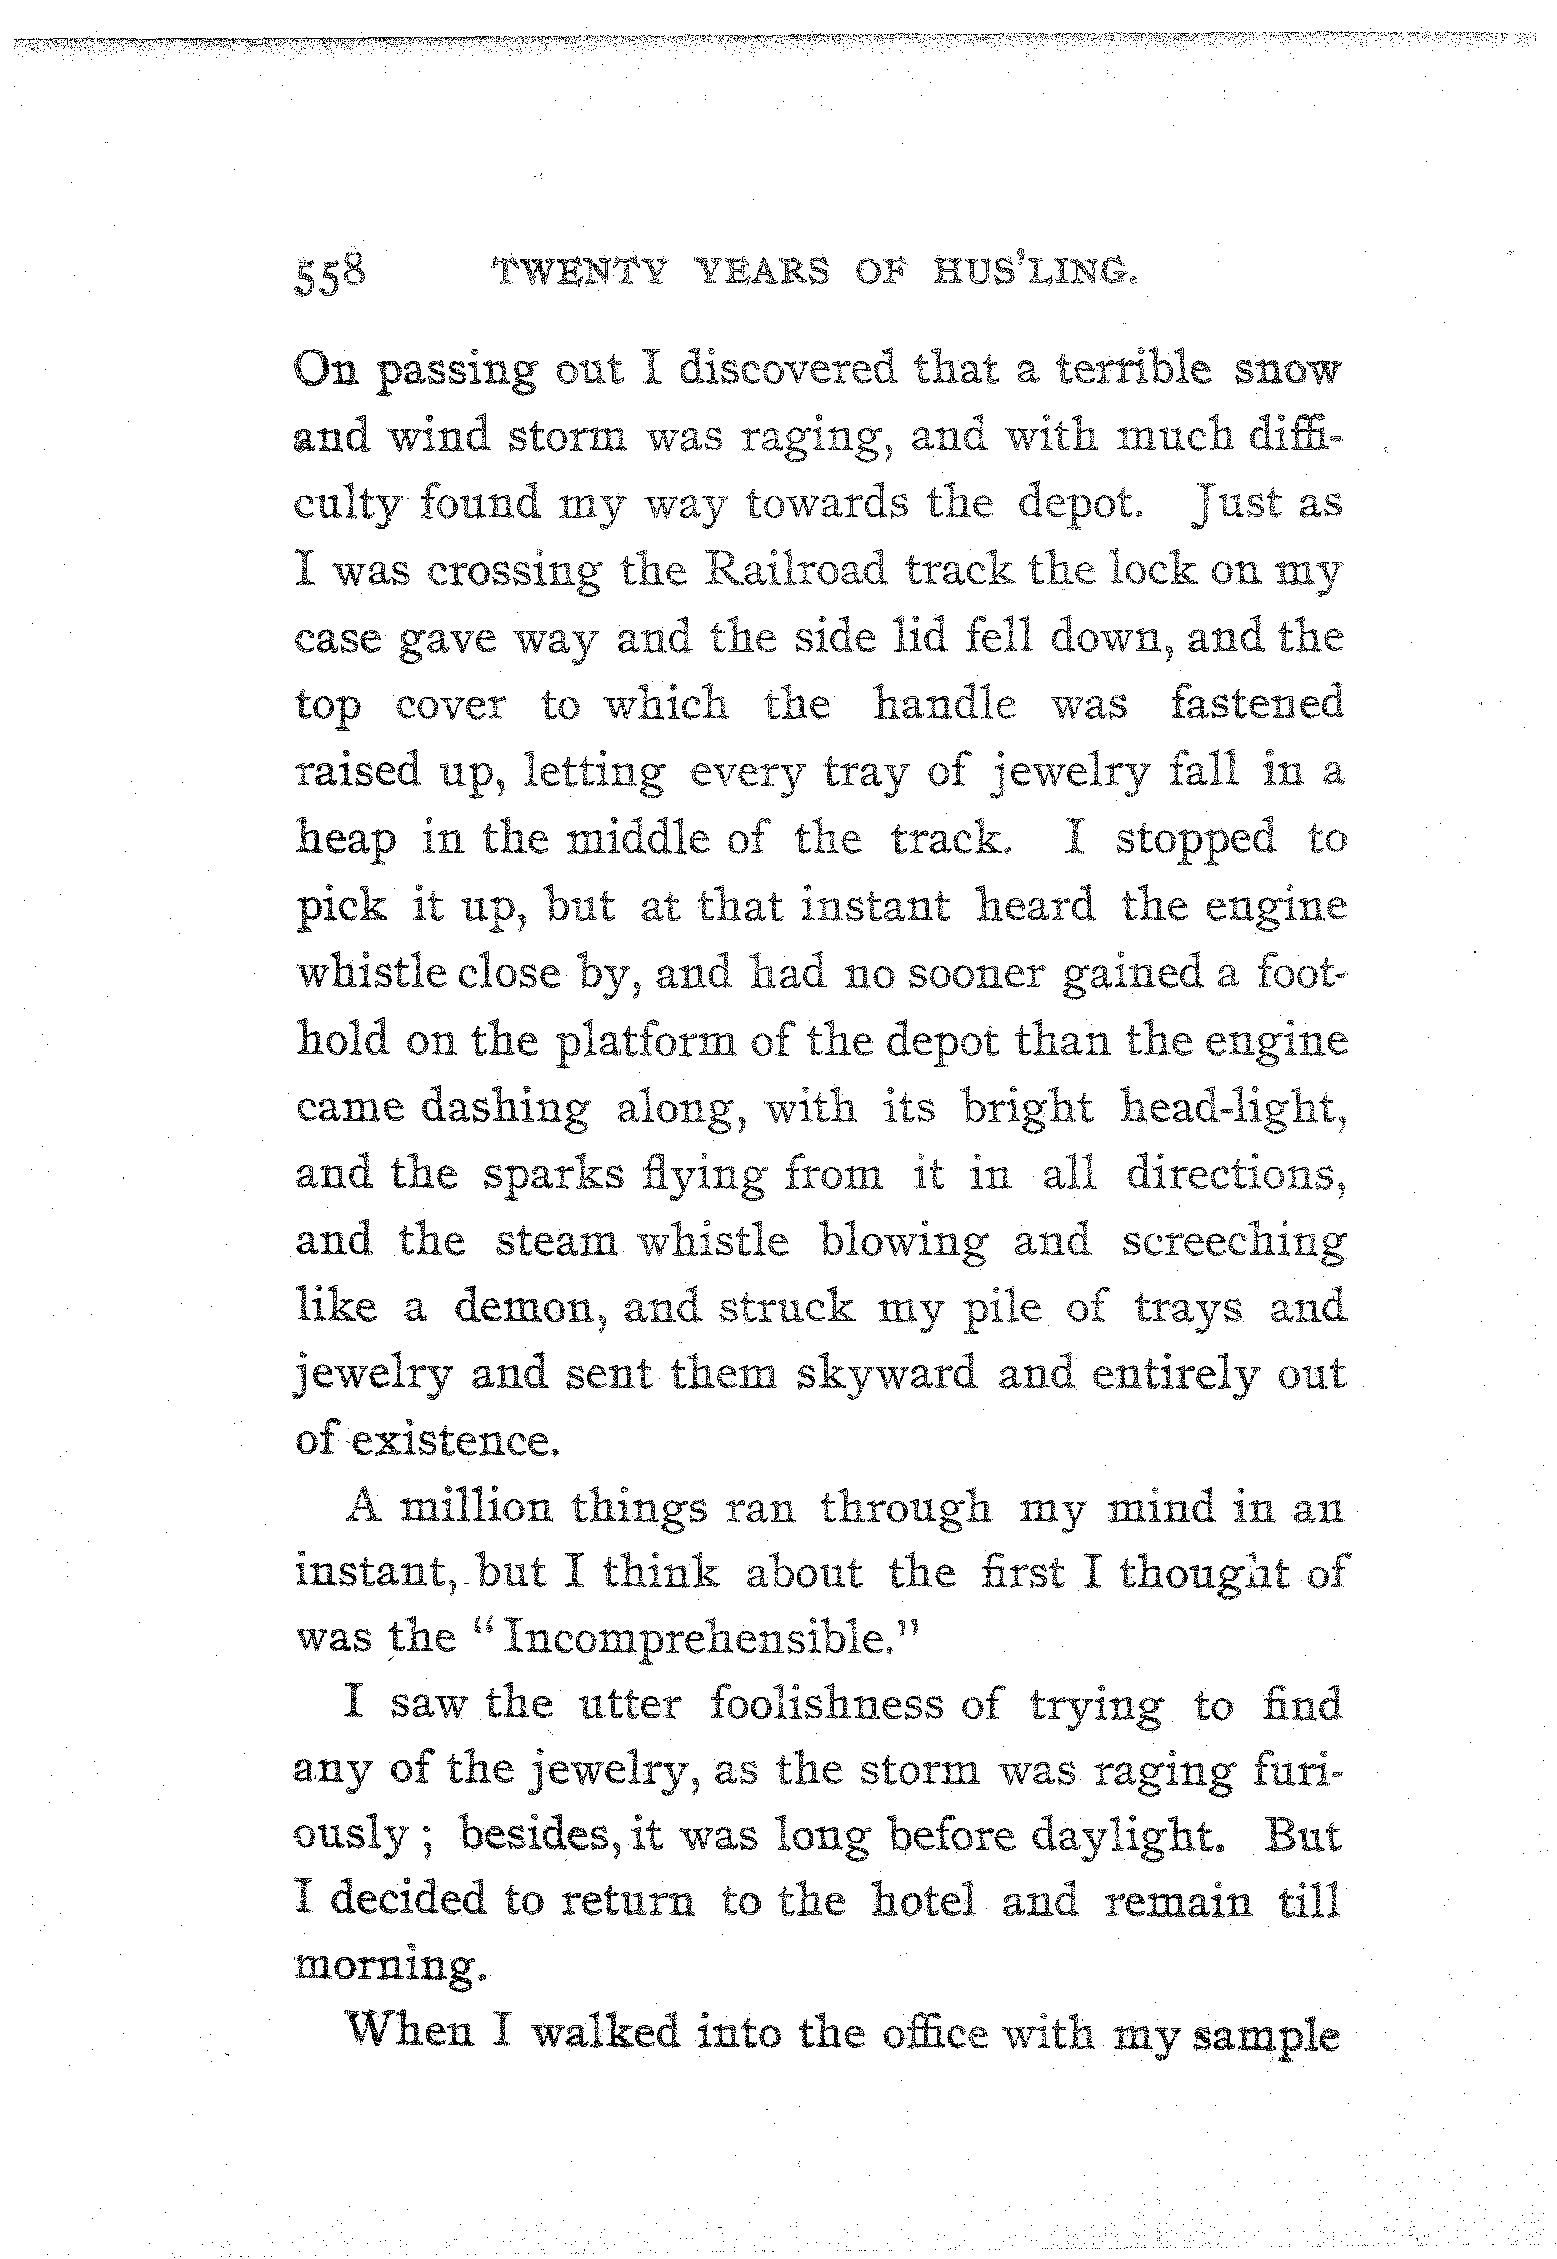 558 TWENTY YEARS OF HUS'LING.
On passing out I discovered that a terrible snow
and wind storm was raging, and with much diffi-
culty found my way towards the depot. Just as
I was crossing the Railroad track the lock on my
case gave way and the side lid fell down, and the
top cover to which the handle was fastened
raised up, letting every tray of jewelry fall in a
heap in the middle of the track. I stopped to
pick it up, but at that instant heard the engine
whistle close by, and had no sooner gained a foot-
hold on the platform of the depot than the engine
came dashing along, with its bright head-light,
and the sparks flying from it in all directions,
and the steam whistle blowing and screeching
like a demon, and struck my pile of trays and
jewelry and sent them skyward and entirely out
of existence.
A million things ran through my mind in an
instant, but I think about the first I thought of
was the "Incomprehensible."
I saw the utter foolishness of trying to find
any of the jewelry, as the storm was raging furi-
ously; besides, it was long before daylight. But
I decided to return to the hotel and remain till
morning.
When I walked into the office with my sample